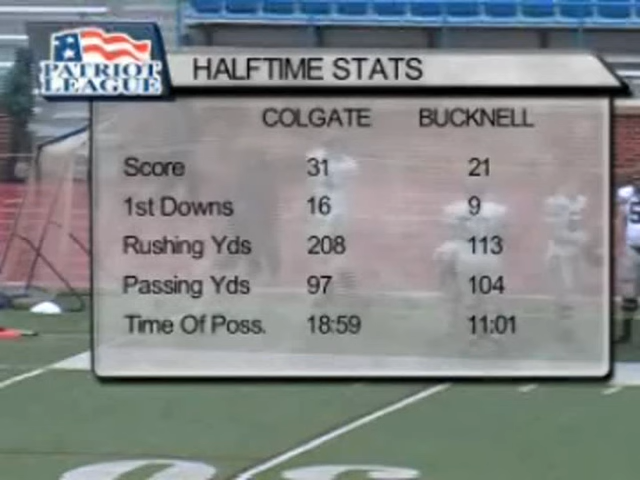 PATRIOT LEAGUE
HALFTIME STATS
COLGATE BUCKNELL
Score 31 21
1st Downs 16 9
Rushing Yds 208 113
Passing Yds 97 104
Time Of Poss. 18:59 11:01